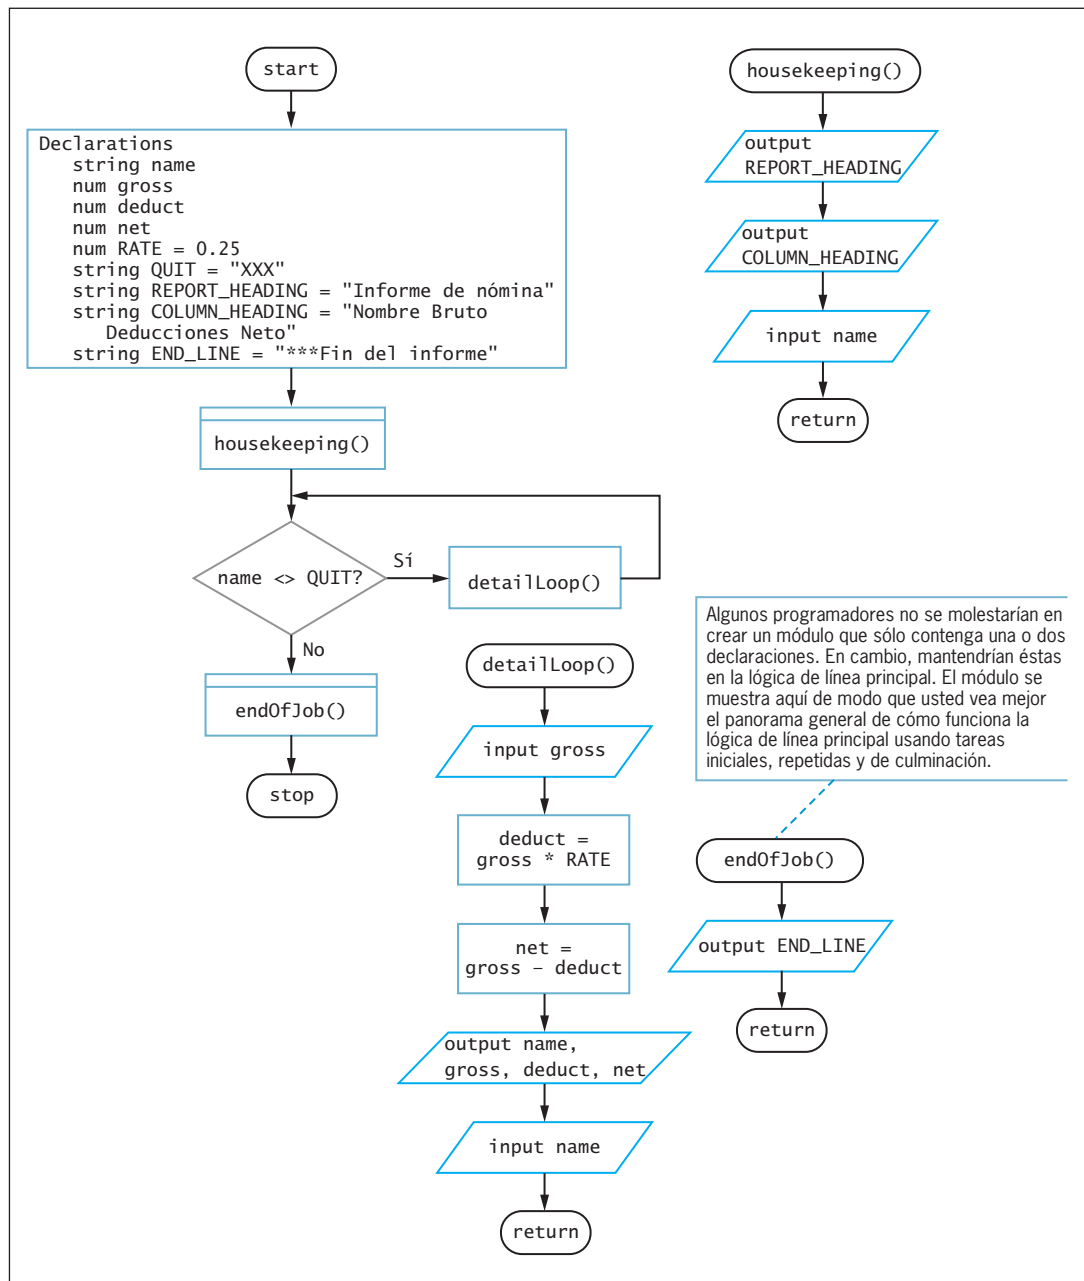 start
Declarations
string name
num gross
num deduct
num net
num RATE = 0.25
string QUIT = "XXX"
string REPORT_HEADING = "Informe de nómina"
string COLUMN_HEADING = "Nombre Bruto
Deducciones Neto"
string END_LINE = "***Fin del informe"
housekeeping()
name <> QUIT?
Sí
detailLoop()
No
endOfJob()
stop
housekeeping()
output
REPORT_HEADING
output
COLUMN_HEADING
input name
return
detailLoop()
input gross
deduct =
gross * RATE
net =
gross – deduct
output name,
gross, deduct, net
input name
return
Algunos programadores no se molestarían en
crear un módulo que sólo contenga una o dos
declaraciones. En cambio, mantendrían éstas
en la lógica de línea principal. El módulo se
muestra aquí de modo que usted vea mejor
el panorama general de cómo funciona la
lógica de línea principal usando tareas
iniciales, repetidas y de culminación.
endOfJob()
output END_LINE
return